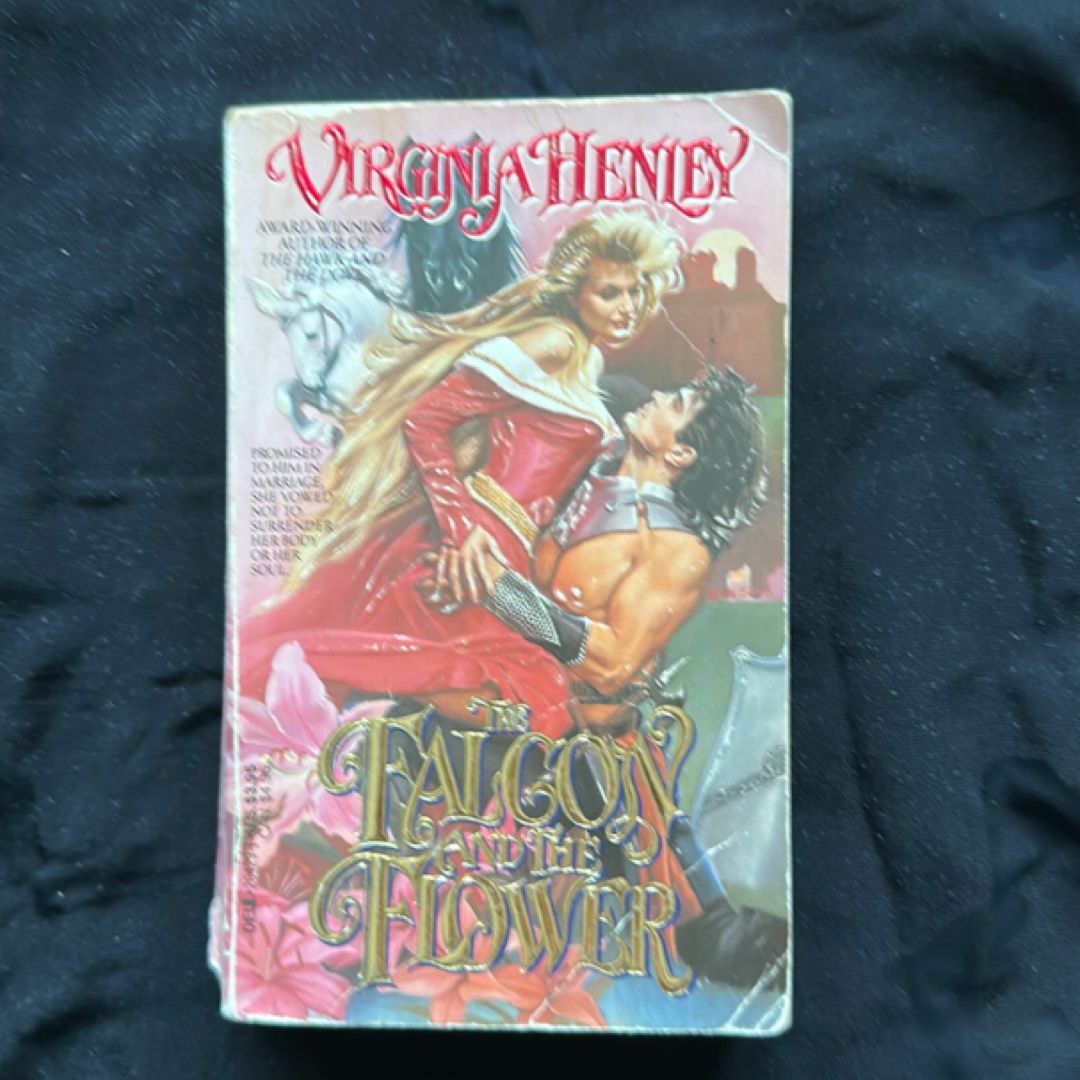 VIRGINIA HENLEY
AWARD-WINNING
AUTHOR OF
THE HAWK AND
THE DOVE
PROMISED
TO HIM IN
MARRIAGE,
SHE VOWED
NOT TO
SURRENDER
HER BODY
OR HER
SOUL.
THE
FALCON
AND THE
FLOWER